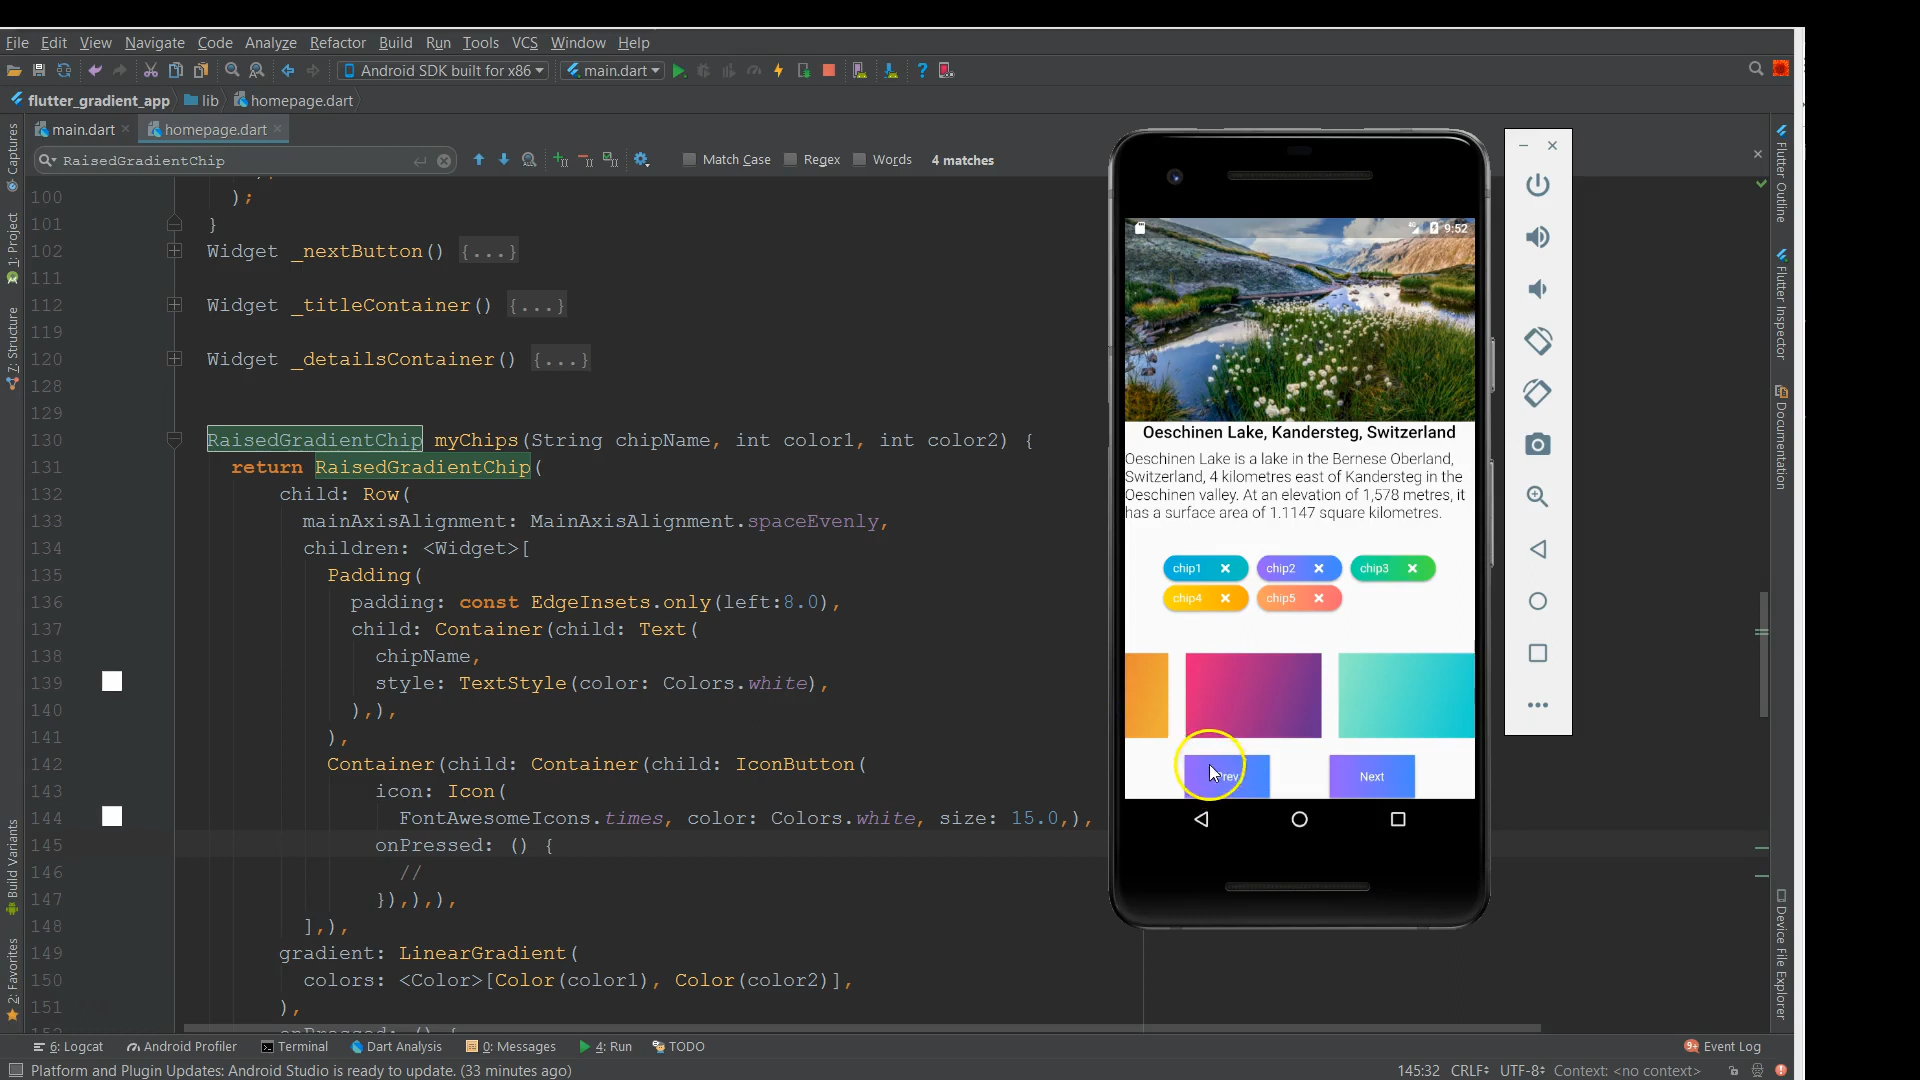 File Edit View Navigate Code Analyze Refactor Build Run Tools VCS Window Help
Android SDK built for x86 main.dart
flutter_gradient_app lib homepage.dart
main.dart homepage.dart
RaisedGradientChip Match Case Regex Words 4 matches
100 );
101 }
102 Widget _nextButton() {...}
111
112 Widget _titleContainer() {...}
119
120 Widget _detailsContainer() {...}
128
129
130 RaisedGradientChip myChips(String chipName, int color1, int color2) {
131 return RaisedGradientChip(
132 child: Row(
133 mainAxisAlignment: MainAxisAlignment.spaceEvenly,
134 children: <Widget>[
135 Padding(
136 padding: const EdgeInsets.only(left:8.0),
137 child: Container(child: Text(
138 chipName,
139 style: TextStyle(color: Colors.white),
140 ),),
141 ),
142 Container(child: Container(child: IconButton(
143 icon: Icon(
144 FontAwesomeIcons.times, color: Colors.white, size: 15.0,),
145 onPressed: () {
146 //
147 }),),),
148 ],),
149 gradient: LinearGradient(
150 colors: <Color>[Color(color1), Color(color2)],
151 ),
Captures
1: Project
7: Structure
Build Variants
2: Favorites
9:52
Oeschinen Lake, Kandersteg, Switzerland
Oeschinen Lake is a lake in the Bernese Oberland,
Switzerland, 4 kilometres east of Kandersteg in the
Oeschinen valley. At an elevation of 1,578 metres, it
has a surface area of 1.1147 square kilometres.
chip1 chip2 chip3
chip4 chip5
Prev Next
Flutter Outline
Flutter Inspector
Documentation
Device File Explorer
6: Logcat Android Profiler Terminal Dart Analysis 0: Messages 4: Run TODO 9+ Event Log
Platform and Plugin Updates: Android Studio is ready to update. (33 minutes ago) 145:32 CRLF UTF-8 Context: <no context>